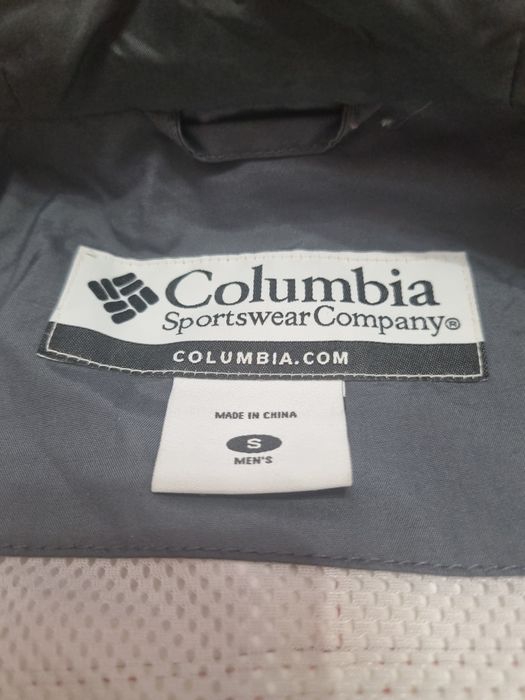 Columbia
Sportswear Company®
COLUMBIA.COM
MADE IN CHINA
S
MEN'S